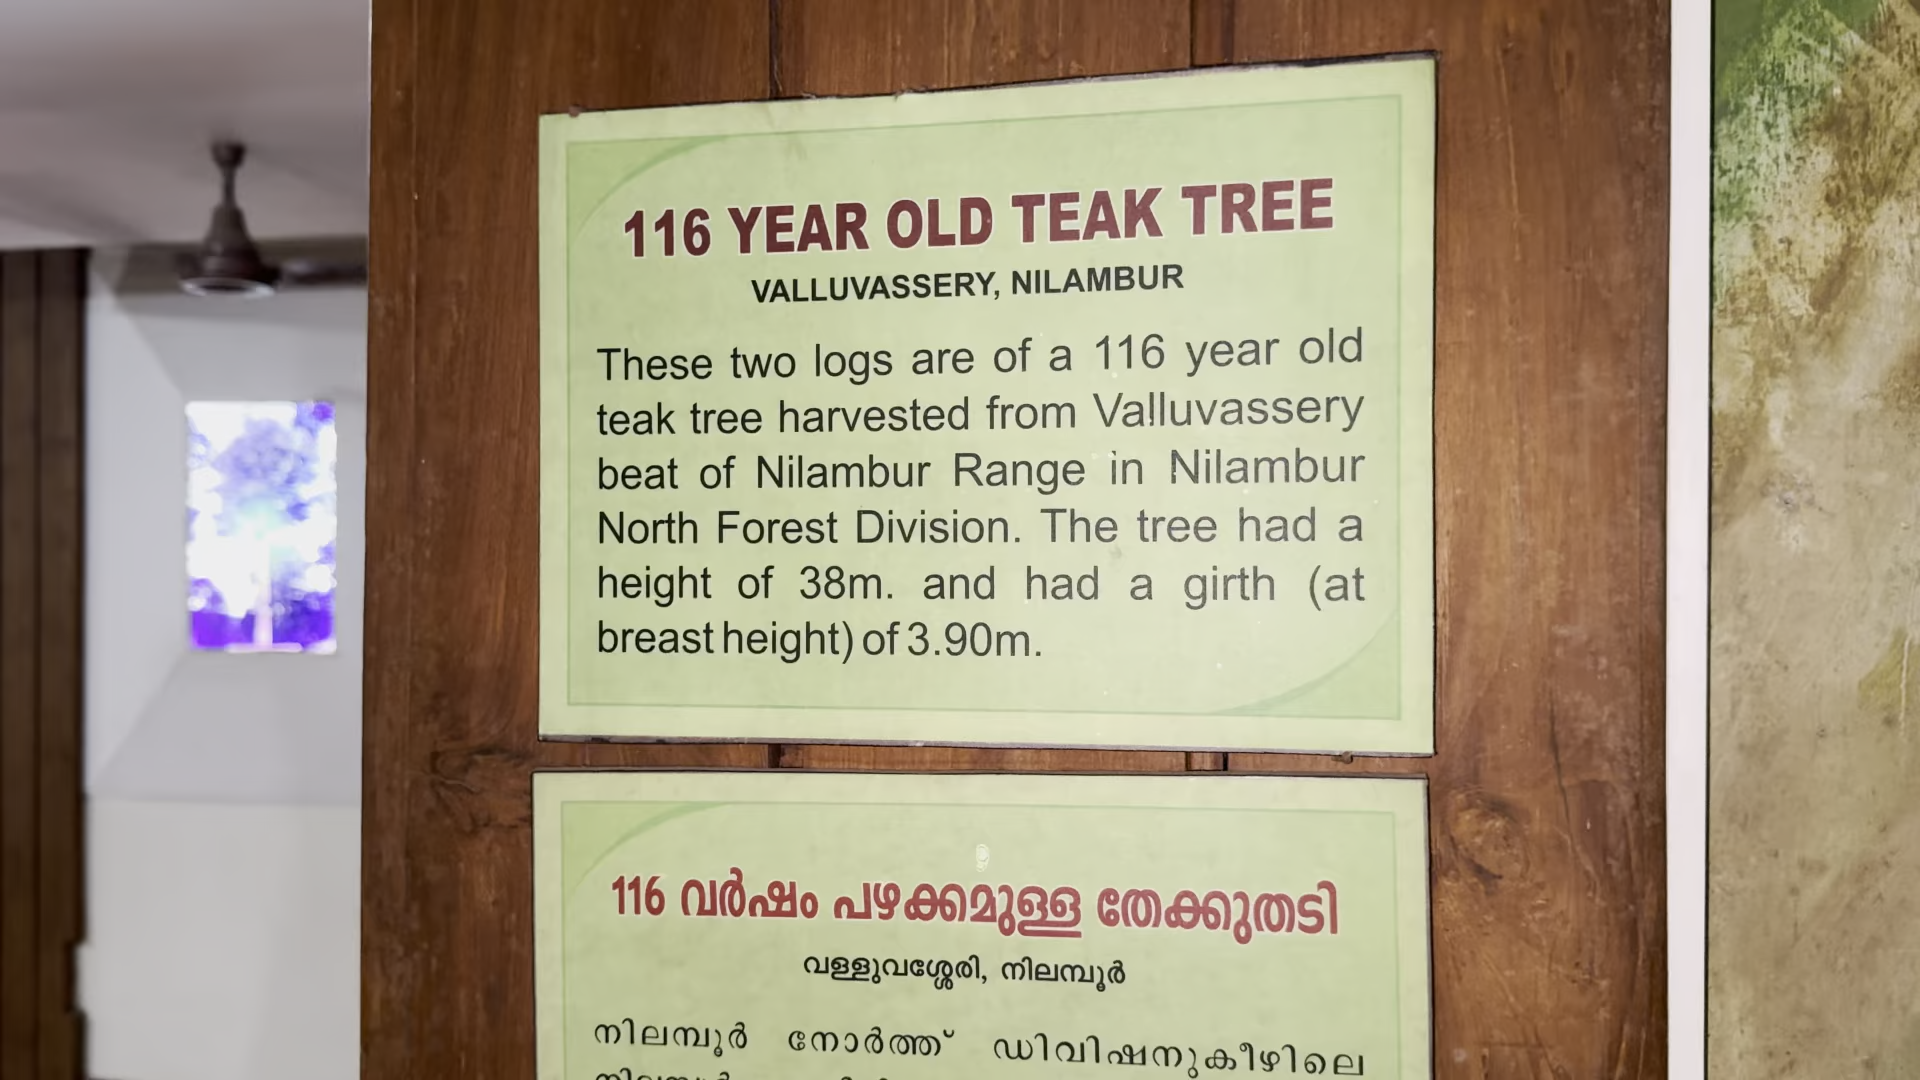 116 YEAR OLD TEAK TREE
VALLUVASSERY, NILAMBUR
These two logs are of a 116 year old
teak tree harvested from Valluvassery
beat of Nilambur Range in Nilambur
North Forest Division. The tree had a
height of 38m. and had a girth (at
breast height) of 3.90m.
116 വർഷം പഴക്കമുള്ള തേക്കുതടി
വള്ളുവശ്ശേരി, നിലമ്പൂർ
നിലമ്പൂർ നോർത്ത് ഡിവിഷനുകീഴിലെ